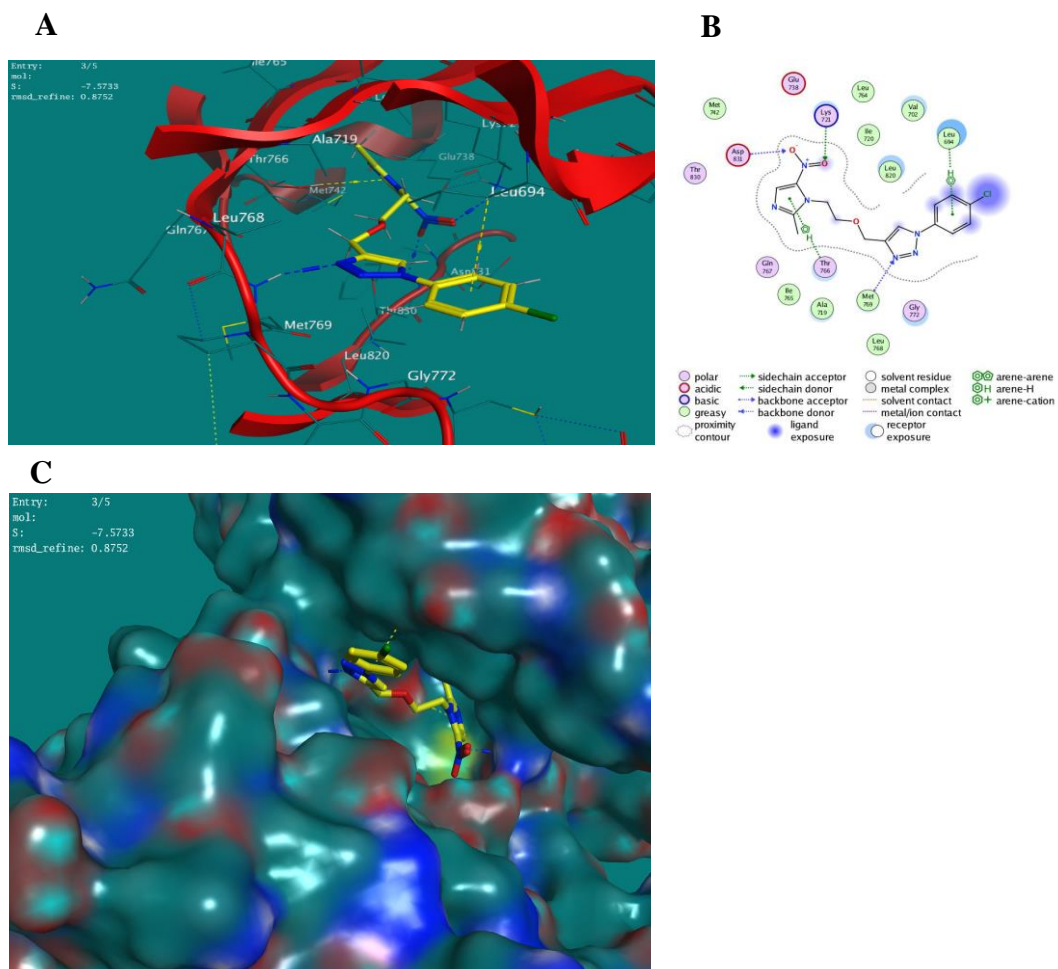 A
Entry: 3/5
mol:
S: -7.5733
rmsd_refine: 0.8752
Ala719
Thr766
Glu738
Met742
Leu694
Leu768
Gln767
Met769
Leu820
Gly772
B
Glu 738
Leu 764
Met 742
Lys 721
Val 702
Ile 720
Leu 694
Asp 831
Thr 830
Leu 820
O
N
O
Cl
H
N
N
O
N
N
N
H
Gln 767
Thr 766
Ile 765
Ala 719
Met 769
Gly 772
Leu 768
polar
acidic
basic
greasy
proximity contour
sidechain acceptor
sidechain donor
backbone acceptor
backbone donor
ligand exposure
solvent residue
metal complex
solvent contact
metal/ion contact
receptor exposure
arene-arene
H arene-H
+ arene-cation
C
Entry: 3/5
mol:
S: -7.5733
rmsd_refine: 0.8752